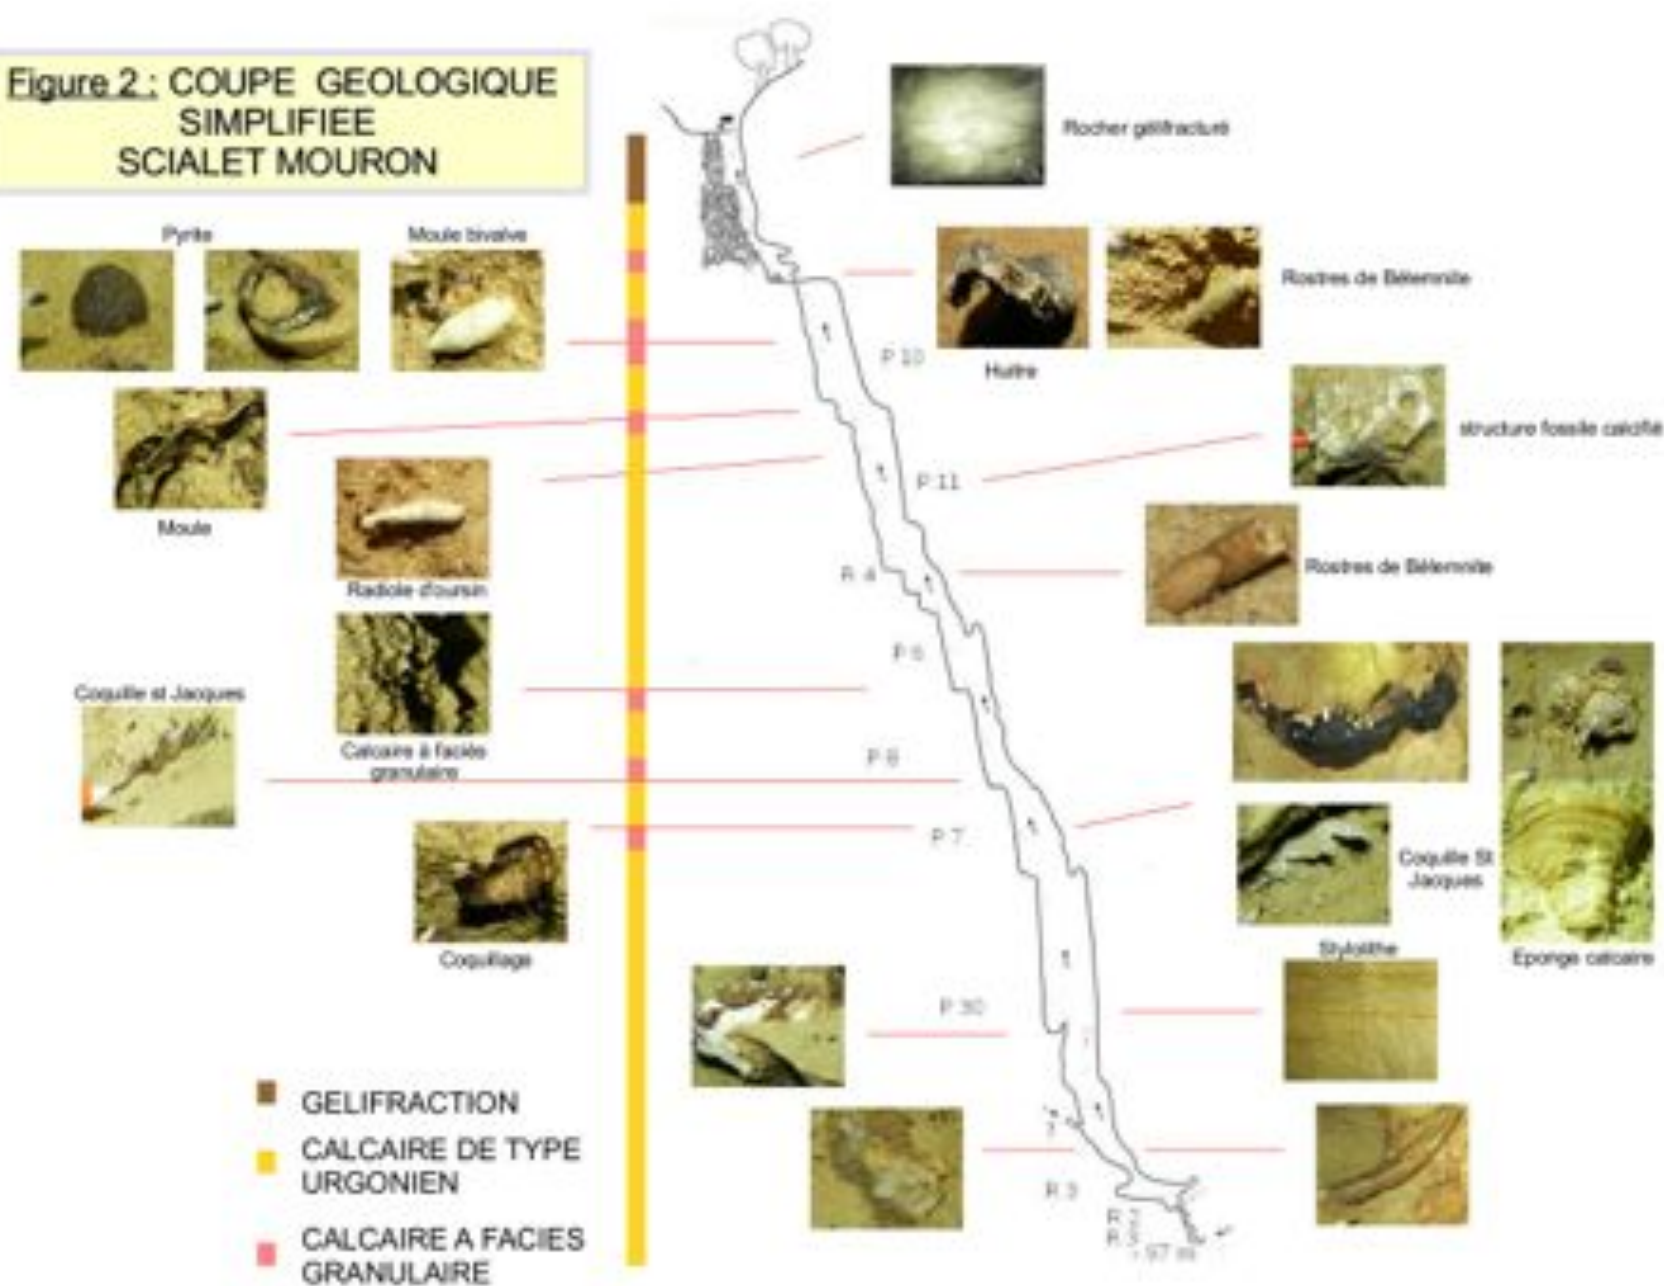 Figure 2 : COUPE GEOLOGIQUE
SIMPLIFIEE
SCIALET MOURON
Rocher gélifracturé
Pyrite
Moule bivalve
Rostres de Bélemnite
Huitre
P 10
structure fossile calcifié
P 11
Moule
Radiole d'oursin
R 4
Rostres de Bélemnite
P 6
Coquille st Jacques
Calcaire à faciès
granulaire
P 8
P 7
Coquille St
Jacques
Coquillage
Stylolithe
Eponge calcaire
P 30
GELIFRACTION
CALCAIRE DE TYPE
URGONIEN
R 3
CALCAIRE A FACIES
GRANULAIRE
R
R
- 97 m